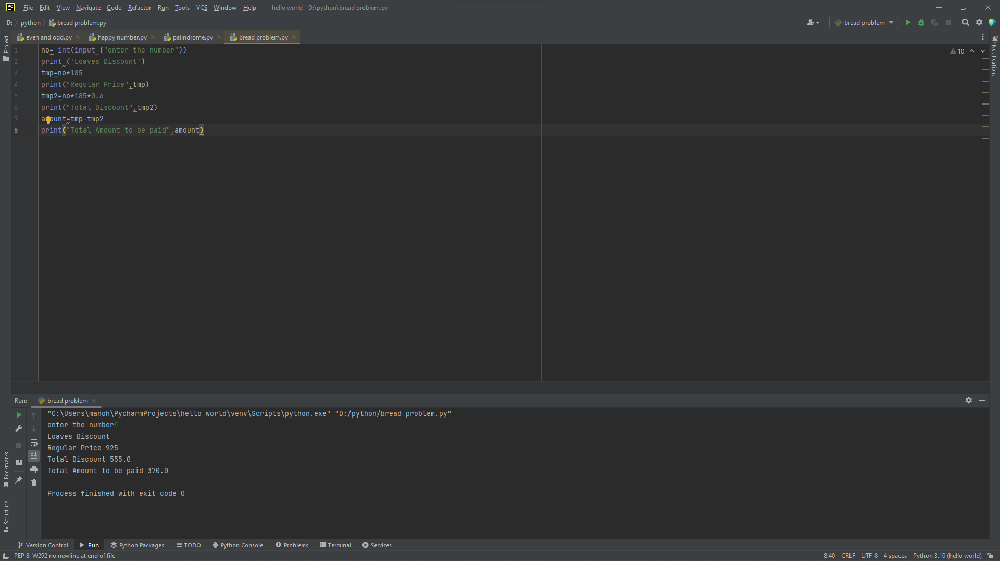 PC File Edit View Navigate Code Refactor Run Tools VCS Window Help hello world - D:\python\bread problem.py
D: python bread problem.py bread problem
even and odd.py happy number.py palindrome.py bread problem.py
Project
Notifications
10
1 no= int(input ("enter the number"))
2 print ('Loaves Discount')
3 tmp=no*185
4 print("Regular Price",tmp)
5 tmp2=no*185*0.6
6 print("Total Discount",tmp2)
7 amount=tmp-tmp2
8 print("Total Amount to be paid",amount)
Run: bread problem
"C:\Users\manoh\PycharmProjects\hello world\venv\Scripts\python.exe" "D:/python/bread problem.py"
enter the number5
Loaves Discount
Regular Price 925
Total Discount 555.0
Total Amount to be paid 370.0
Process finished with exit code 0
Bookmarks
Structure
Version Control Run Python Packages TODO Python Console Problems Terminal Services
PEP 8: W292 no newline at end of file 8:40 CRLF UTF-8 4 spaces Python 3.10 (hello world)